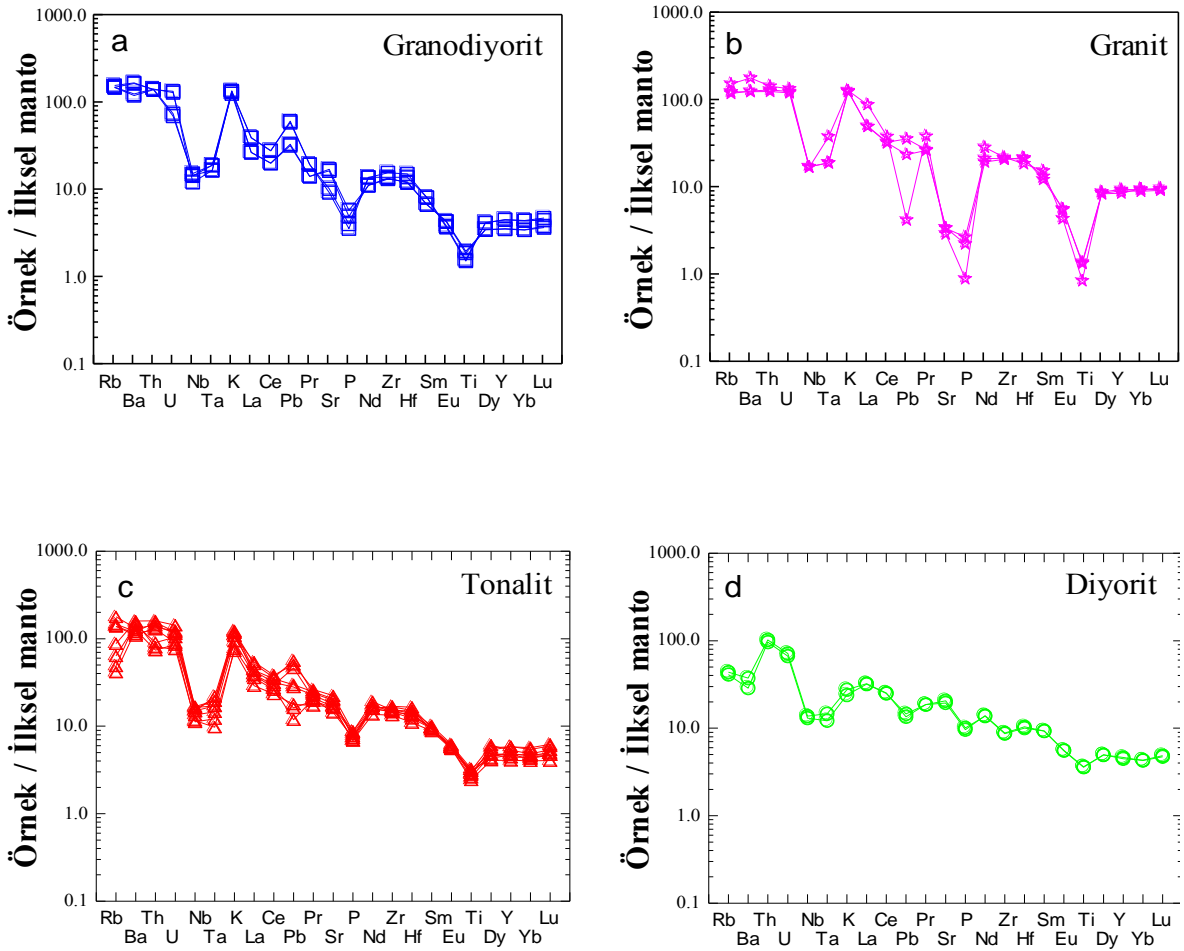 a
Granodiyorit
1000.0
100.0
10.0
1.0
0.1
Örnek / İlksel manto
Rb Th Nb K Ce Pr P Zr Sm Ti Y Lu
Ba U Ta La Pb Sr Nd Hf Eu Dy Yb
b
Granit
1000.0
100.0
10.0
1.0
0.1
Örnek / İlksel manto
Rb Th Nb K Ce Pr P Zr Sm Ti Y Lu
Ba U Ta La Pb Sr Nd Hf Eu Dy Yb
c
Tonalit
1000.0
100.0
10.0
1.0
0.1
Örnek / İlksel manto
Rb Th Nb K Ce Pr P Zr Sm Ti Y Lu
Ba U Ta La Pb Sr Nd Hf Eu Dy Yb
d
Diyorit
1000.0
100.0
10.0
1.0
0.1
Örnek / İlksel manto
Rb Th Nb K Ce Pr P Zr Sm Ti Y Lu
Ba U Ta La Pb Sr Nd Hf Eu Dy Yb